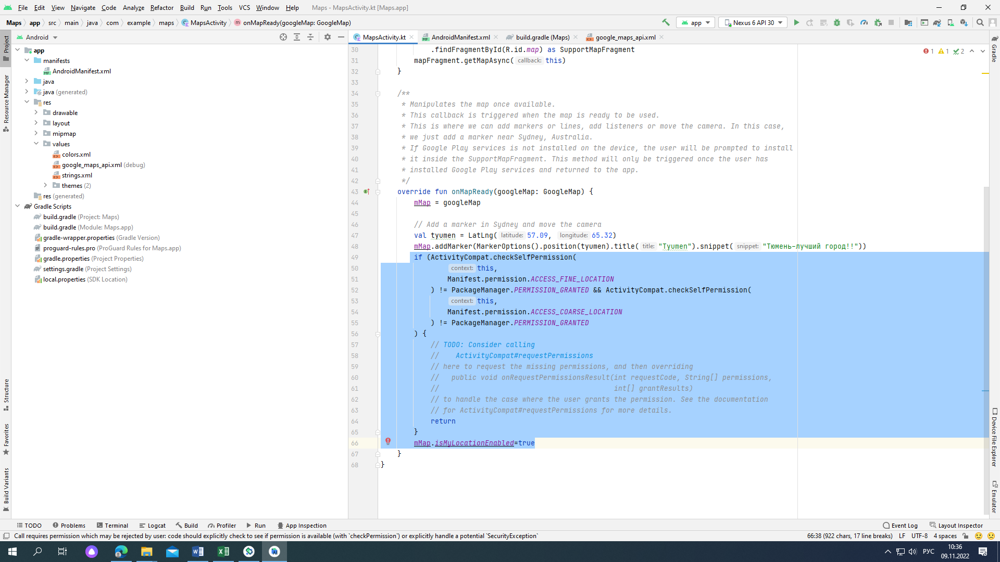 File Edit View Navigate Code Analyze Refactor Build Run Tools VCS Window Help Maps - MapsActivity.kt [Maps.app]
Maps app src main java com example maps MapsActivity onMapReady(googleMap: GoogleMap) app Nexus 6 API 30
Project
Resource Manager
Structure
Favorites
Build Variants
Android
app
manifests
AndroidManifest.xml
java
java (generated)
res
drawable
layout
mipmap
values
colors.xml
google_maps_api.xml (debug)
strings.xml
themes (2)
res (generated)
Gradle Scripts
build.gradle (Project: Maps)
build.gradle (Module: Maps.app)
gradle-wrapper.properties (Gradle Version)
proguard-rules.pro (ProGuard Rules for Maps.app)
gradle.properties (Project Properties)
settings.gradle (Project Settings)
local.properties (SDK Location)
MapsActivity.kt AndroidManifest.xml build.gradle (Maps) google_maps_api.xml
1 1 2
30 .findFragmentById(R.id.map) as SupportMapFragment
31 mapFragment.getMapAsync( callback: this)
32 }
33
34 /**
35 * Manipulates the map once available.
36 * This callback is triggered when the map is ready to be used.
37 * This is where we can add markers or lines, add listeners or move the camera. In this case,
38 * we just add a marker near Sydney, Australia.
39 * If Google Play services is not installed on the device, the user will be prompted to install
40 * it inside the SupportMapFragment. This method will only be triggered once the user has
41 * installed Google Play services and returned to the app.
42 */
43 override fun onMapReady(googleMap: GoogleMap) {
44 mMap = googleMap
45
46 // Add a marker in Sydney and move the camera
47 val tyumen = LatLng( latitude: 57.09, longitude: 65.32)
48 mMap.addMarker(MarkerOptions().position(tyumen).title( title: "Tyumen").snippet( snippet: "Тюмень-лучший город!!"))
49 if (ActivityCompat.checkSelfPermission(
50 context: this,
51 Manifest.permission.ACCESS_FINE_LOCATION
52 ) != PackageManager.PERMISSION_GRANTED && ActivityCompat.checkSelfPermission(
53 context: this,
54 Manifest.permission.ACCESS_COARSE_LOCATION
55 ) != PackageManager.PERMISSION_GRANTED
56 ) {
57 // TODO: Consider calling
58 // ActivityCompat#requestPermissions
59 // here to request the missing permissions, and then overriding
60 // public void onRequestPermissionsResult(int requestCode, String[] permissions,
61 // int[] grantResults)
62 // to handle the case where the user grants the permission. See the documentation
63 // for ActivityCompat#requestPermissions for more details.
64 return
65 }
66 mMap.isMyLocationEnabled=true
67 }
68 }
Gradle
Device File Explorer
Emulator
TODO Problems Terminal Logcat Build Profiler Run App Inspection Event Log Layout Inspector
Call requires permission which may be rejected by user: code should explicitly check to see if permission is available (with `checkPermission`) or explicitly handle a potential `SecurityException` 66:38 (922 chars, 17 line breaks) LF UTF-8 4 spaces
РУС
10:36
09.11.2022